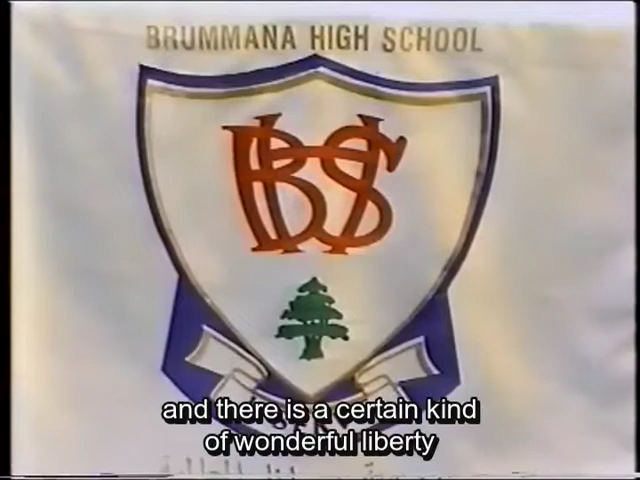 BRUMMANA HIGH SCHOOL
BHS
and there is a certain kind
of wonderful liberty